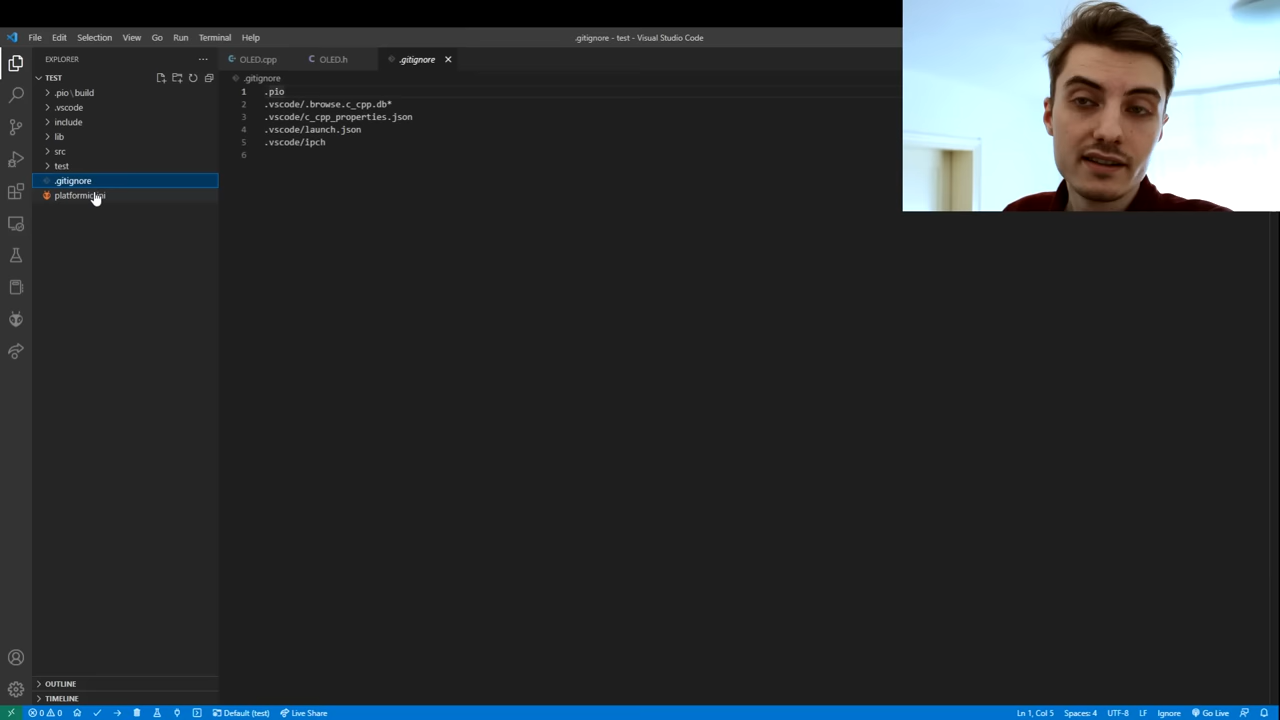 File Edit Selection View Go Run Terminal Help
.gitignore - test - Visual Studio Code
EXPLORER
OLED.cpp
OLED.h
.gitignore
TEST
.gitignore
.pio \ build
.vscode
include
lib
src
test
.gitignore
1 .pio
2 .vscode/.browse.c_cpp.db*
3 .vscode/c_cpp_properties.json
4 .vscode/launch.json
5 .vscode/ipch
6
OUTLINE
TIMELINE
0 0
Default (test)
Live Share
Ln 1, Col 5
Spaces: 4
UTF-8
LF
Ignore
Go Live